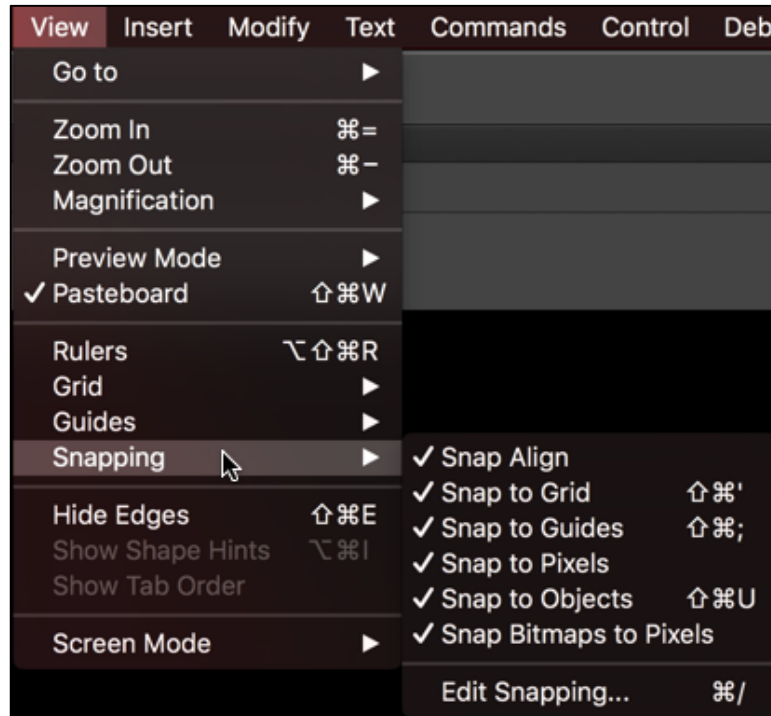 View Insert Modify Text Commands Control Deb
Go to ▶
Zoom In ⌘=
Zoom Out ⌘−
Magnification ▶
Preview Mode ▶
✓ Pasteboard ⇧⌘W
Rulers ⌥⇧⌘R
Grid ▶
Guides ▶
Snapping ▶
Hide Edges ⇧⌘E
Show Shape Hints ⌥⌘I
Show Tab Order
Screen Mode ▶
✓ Snap Align
✓ Snap to Grid ⇧⌘'
✓ Snap to Guides ⇧⌘;
✓ Snap to Pixels
✓ Snap to Objects ⇧⌘U
✓ Snap Bitmaps to Pixels
Edit Snapping... ⌘/